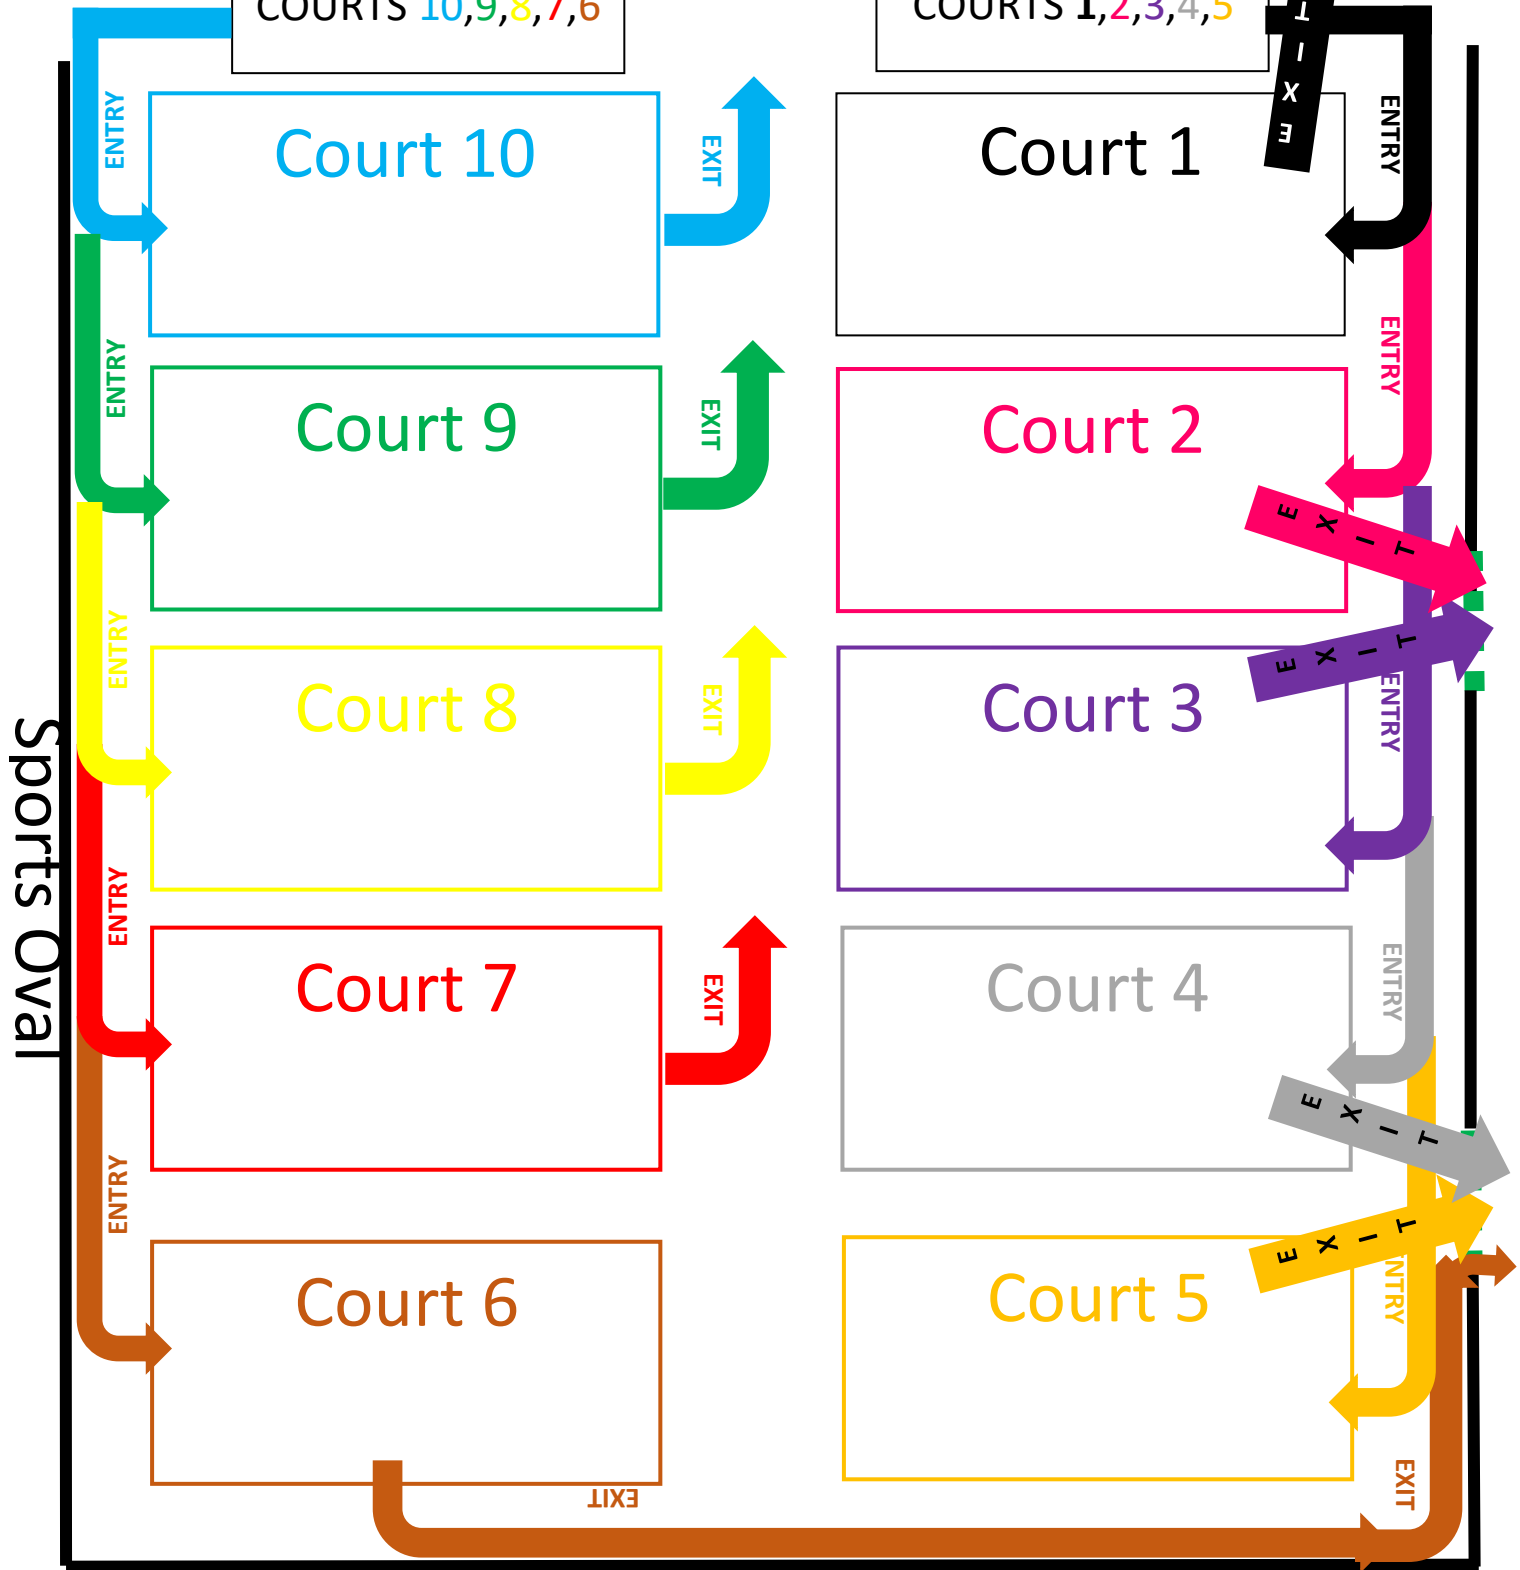 COURTS 10,9,8,7,6
COURTS 1,2,3,4,5
EXIT
ENTRY
Court 10
EXIT
Court 1
ENTRY
ENTRY
Court 9
EXIT
Court 2
ENTRY
EXIT
ENTRY
Court 8
EXIT
Court 3
EXIT
ENTRY
Sports Oval
ENTRY
Court 7
EXIT
Court 4
ENTRY
EXIT
ENTRY
Court 6
Court 5
EXIT
ENTRY
EXIT
EXIT